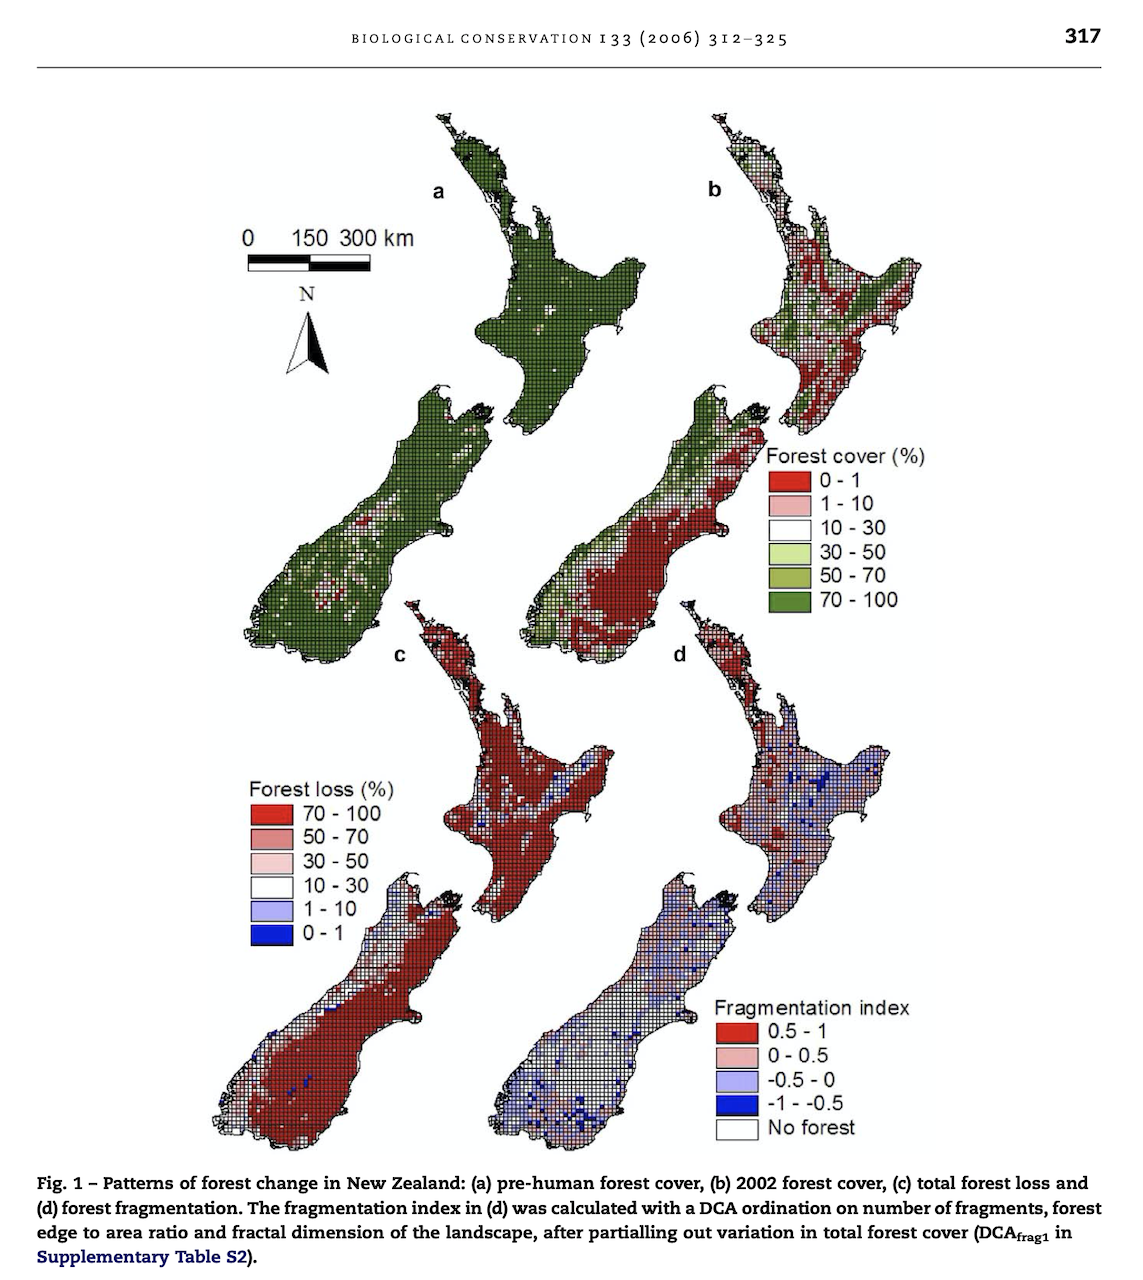 BIOLOGICAL CONSERVATION 133 (2006) 312–325
317
a
b
0 150 300 km
N
Forest cover (%)
0 - 1
1 - 10
10 - 30
30 - 50
50 - 70
70 - 100
c
d
Forest loss (%)
70 - 100
50 - 70
30 - 50
10 - 30
1 - 10
0 - 1
Fragmentation index
0.5 - 1
0 - 0.5
-0.5 - 0
-1 - -0.5
No forest
Fig. 1 – Patterns of forest change in New Zealand: (a) pre-human forest cover, (b) 2002 forest cover, (c) total forest loss and
(d) forest fragmentation. The fragmentation index in (d) was calculated with a DCA ordination on number of fragments, forest
edge to area ratio and fractal dimension of the landscape, after partialling out variation in total forest cover (DCAfrag1 in
Supplementary Table S2).